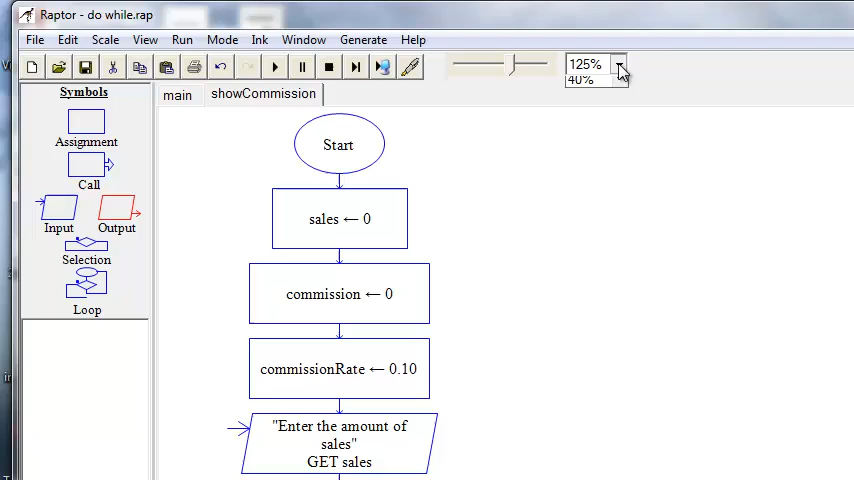 Raptor - do while.rap
File Edit Scale View Run Mode Ink Window Generate Help
125%
40%
Symbols
main showCommission
Assignment
Call
Input Output
Selection
Loop
Start
sales ← 0
commission ← 0
commissionRate ← 0.10
"Enter the amount of
sales"
GET sales